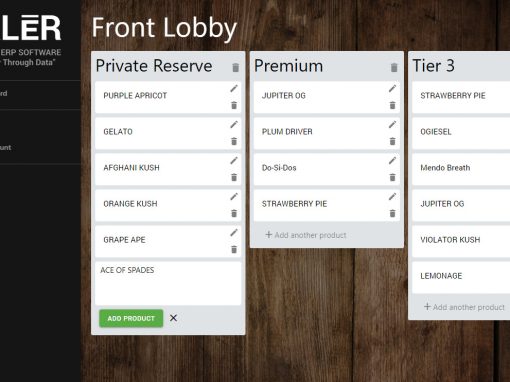 LER
ERP SOFTWARE
Through Data"
rd
unt
Front Lobby
Private Reserve
PURPLE APRICOT
GELATO
AFGHANI KUSH
ORANGE KUSH
GRAPE APE
ACE OF SPADES
ADD PRODUCT
Premium
JUPITER OG
PLUM DRIVER
Do-Si-Dos
STRAWBERRY PIE
+ Add another product
Tier 3
STRAWBERRY PIE
OGIESEL
Mendo Breath
JUPITER OG
VIOLATOR KUSH
LEMONAGE
+ Add another product